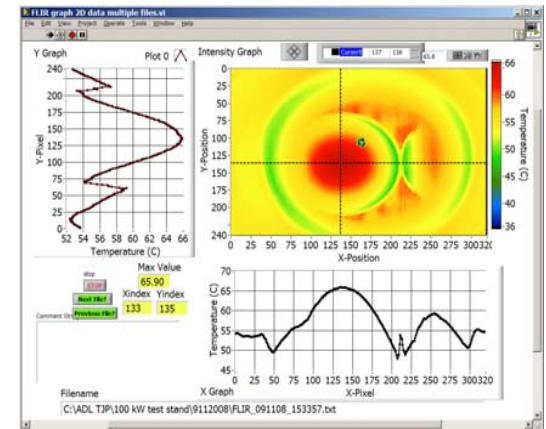 FLIR graph 2D data multiple files.vi
File Edit View Project Operate Tools Window Help
Y Graph
Plot 0
Intensity Graph
Cursor
137
136
65.8
240
225
200
175
150
125
100
75
50
25
0
Y-Pixel
52 54 56 58 60 62 64 66
Temperature (C)
0
25
50
75
100
125
150
175
200
240
Y-Position
0 25 50 75 100 125 150 175 200 225 250 275 300320
X-Position
66
60
55
50
45
40
36
Temperature (C)
stop
STOP
Next File?
Previous File?
Max Value
65.90
Xindex Yindex
133 135
Comment
70
65
60
55
50
45
Temperature (C)
0 25 50 75 100 125 150 175 200 225 250 275 300320
X Graph
X-Pixel
Filename
C:\ADL TJP\100 kW test stand\9112008\FLIR_091108_153357.txt